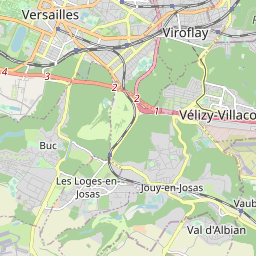 Versailles
Viroflay
4
3
2
2
1
Vélizy-Villaco
Buc
Les Loges-en-
Josas
Jouy-en-Josas
Vaub
Val d'Albian